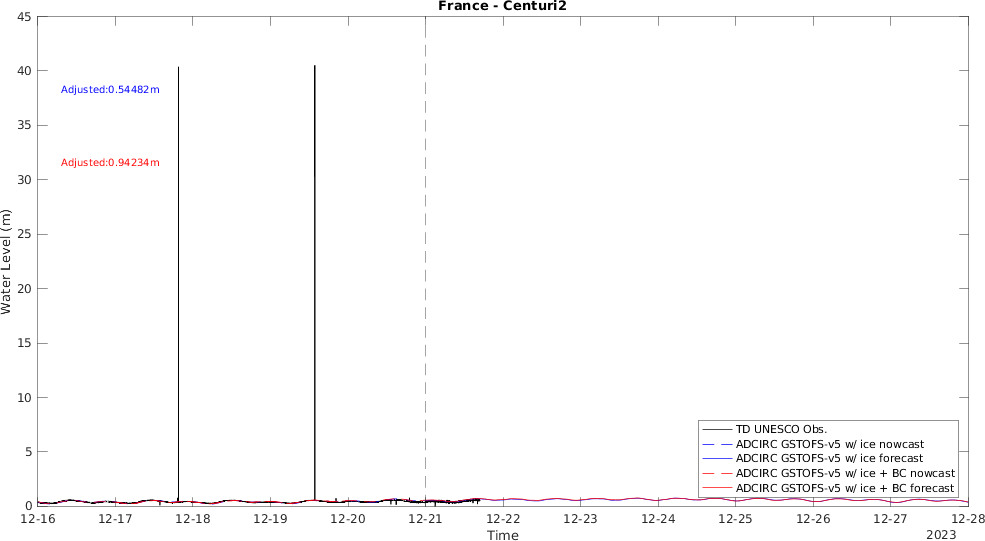 France - Centuri2
45
40
35
30
25
20
15
10
5
0
Water Level (m)
Adjusted:0.54482m
Adjusted:0.94234m
TD UNESCO Obs.
ADCIRC GSTOFS-v5 w/ ice nowcast
ADCIRC GSTOFS-v5 w/ ice forecast
ADCIRC GSTOFS-v5 w/ ice + BC nowcast
ADCIRC GSTOFS-v5 w/ ice + BC forecast
12-16 12-17 12-18 12-19 12-20 12-21 12-22 12-23 12-24 12-25 12-26 12-27 12-28
Time
2023